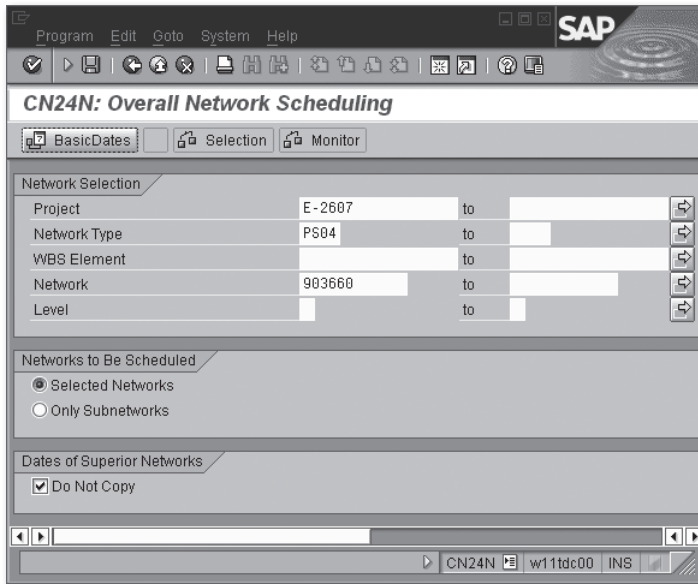 Program Edit Goto System Help
SAP
CN24N: Overall Network Scheduling
BasicDates Selection Monitor
Network Selection
Project E-2607 to
Network Type PS04 to
WBS Element to
Network 903660 to
Level to
Networks to Be Scheduled
Selected Networks
Only Subnetworks
Dates of Superior Networks
Do Not Copy
CN24N w11tdc00 INS